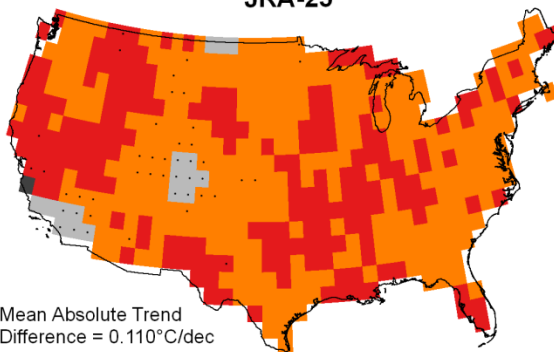 JRA-25
Mean Absolute Trend
Difference = 0.110°C/dec